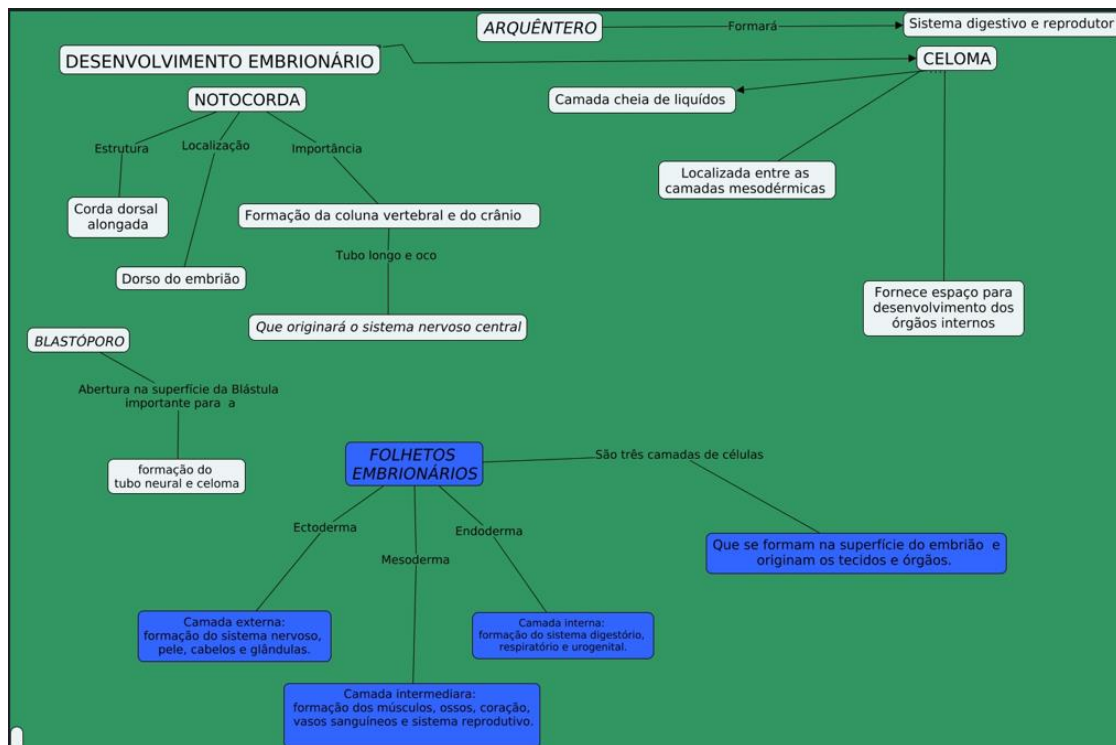 ARQUÊNTERO
Formará
Sistema digestivo e reprodutor
DESENVOLVIMENTO EMBRIONÁRIO
CELOMA
NOTOCORDA
Camada cheia de liquídos
Estrutura
Localização
Importância
Localizada entre as
camadas mesodérmicas
Corda dorsal
alongada
Formação da coluna vertebral e do crânio
Tubo longo e oco
Dorso do embrião
Fornece espaço para
desenvolvimento dos
órgãos internos
Que originará o sistema nervoso central
BLASTÓPORO
Abertura na superfície da Blástula
importante para a
formação do
tubo neural e celoma
FOLHETOS
EMBRIONÁRIOS
São três camadas de células
Ectoderma
Mesoderma
Endoderma
Que se formam na superfície do embrião e
originam os tecidos e órgãos.
Camada externa:
formação do sistema nervoso,
pele, cabelos e glândulas.
Camada interna:
formação do sistema digestório,
respiratório e urogenital.
Camada intermediara:
formação dos músculos, ossos, coração,
vasos sanguíneos e sistema reprodutivo.